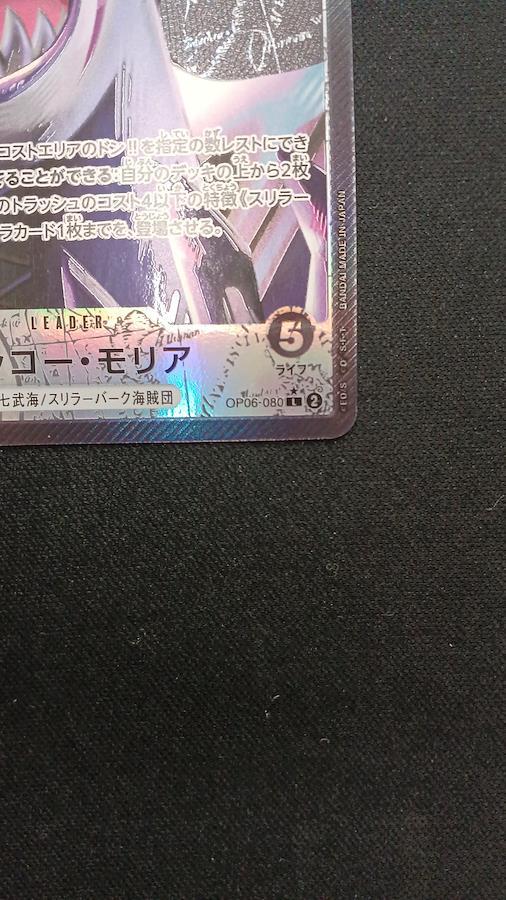 コストエリアのドン!!を指定の数レストにでき
することができる:自分のデッキの上から2枚
のトラッシュのコスト4以下の特徴《スリラー
ラカード1枚までを、登場させる。
LEADER
コー・モリア
5
ライフ
七武海/スリラーバーク海賊団
OP06-080 L 2
BANDAI MADE IN JAPAN